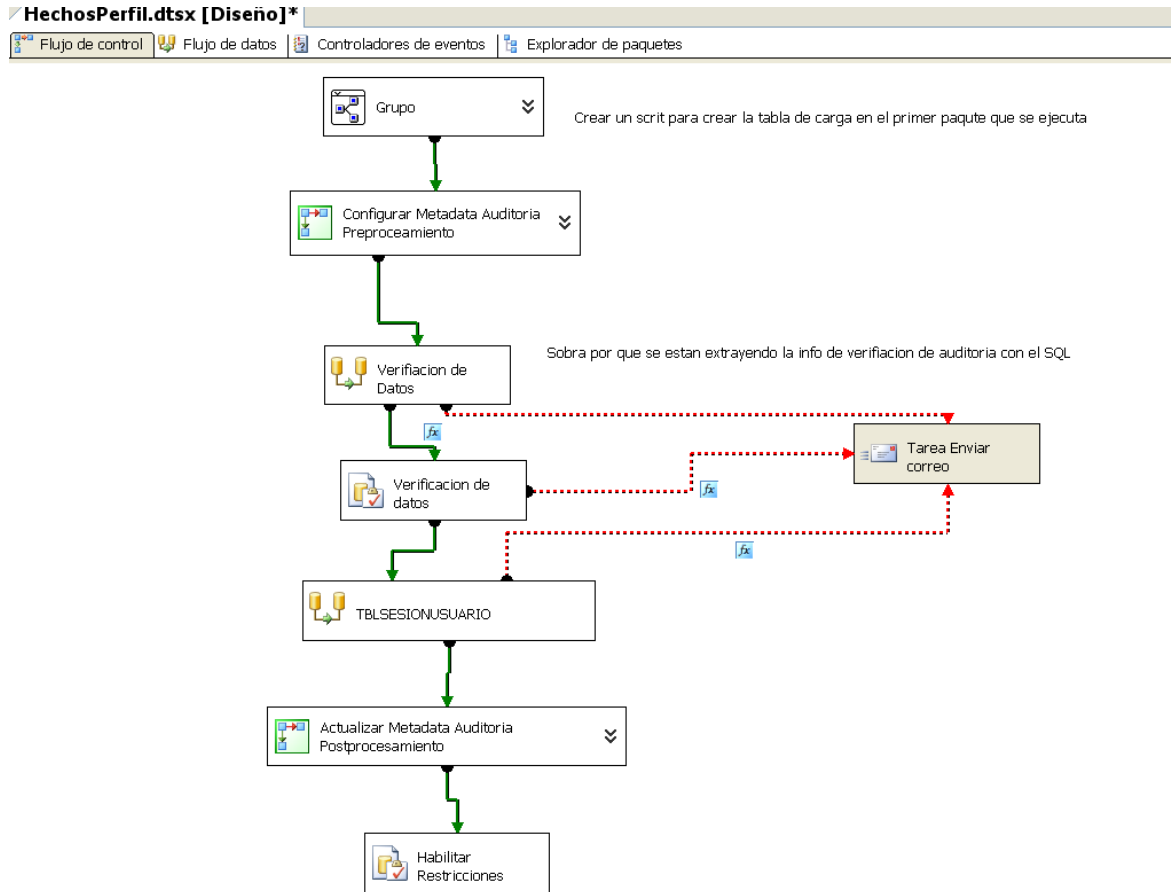 HechosPerfil.dtsx [Diseño]*
Flujo de control Flujo de datos Controladores de eventos Explorador de paquetes
Grupo
Crear un scrit para crear la tabla de carga en el primer paqute que se ejecuta
Configurar Metadata Auditoria
Preproceamiento
Sobra por que se estan extrayendo la info de verifiacion de auditoria con el SQL
Verifiacion de
Datos
fx
Tarea Enviar
correo
Verificacion de
datos
fx
fx
TBLSESIONUSUARIO
Actualizar Metadata Auditoria
Postprocesamiento
Habilitar
Restricciones